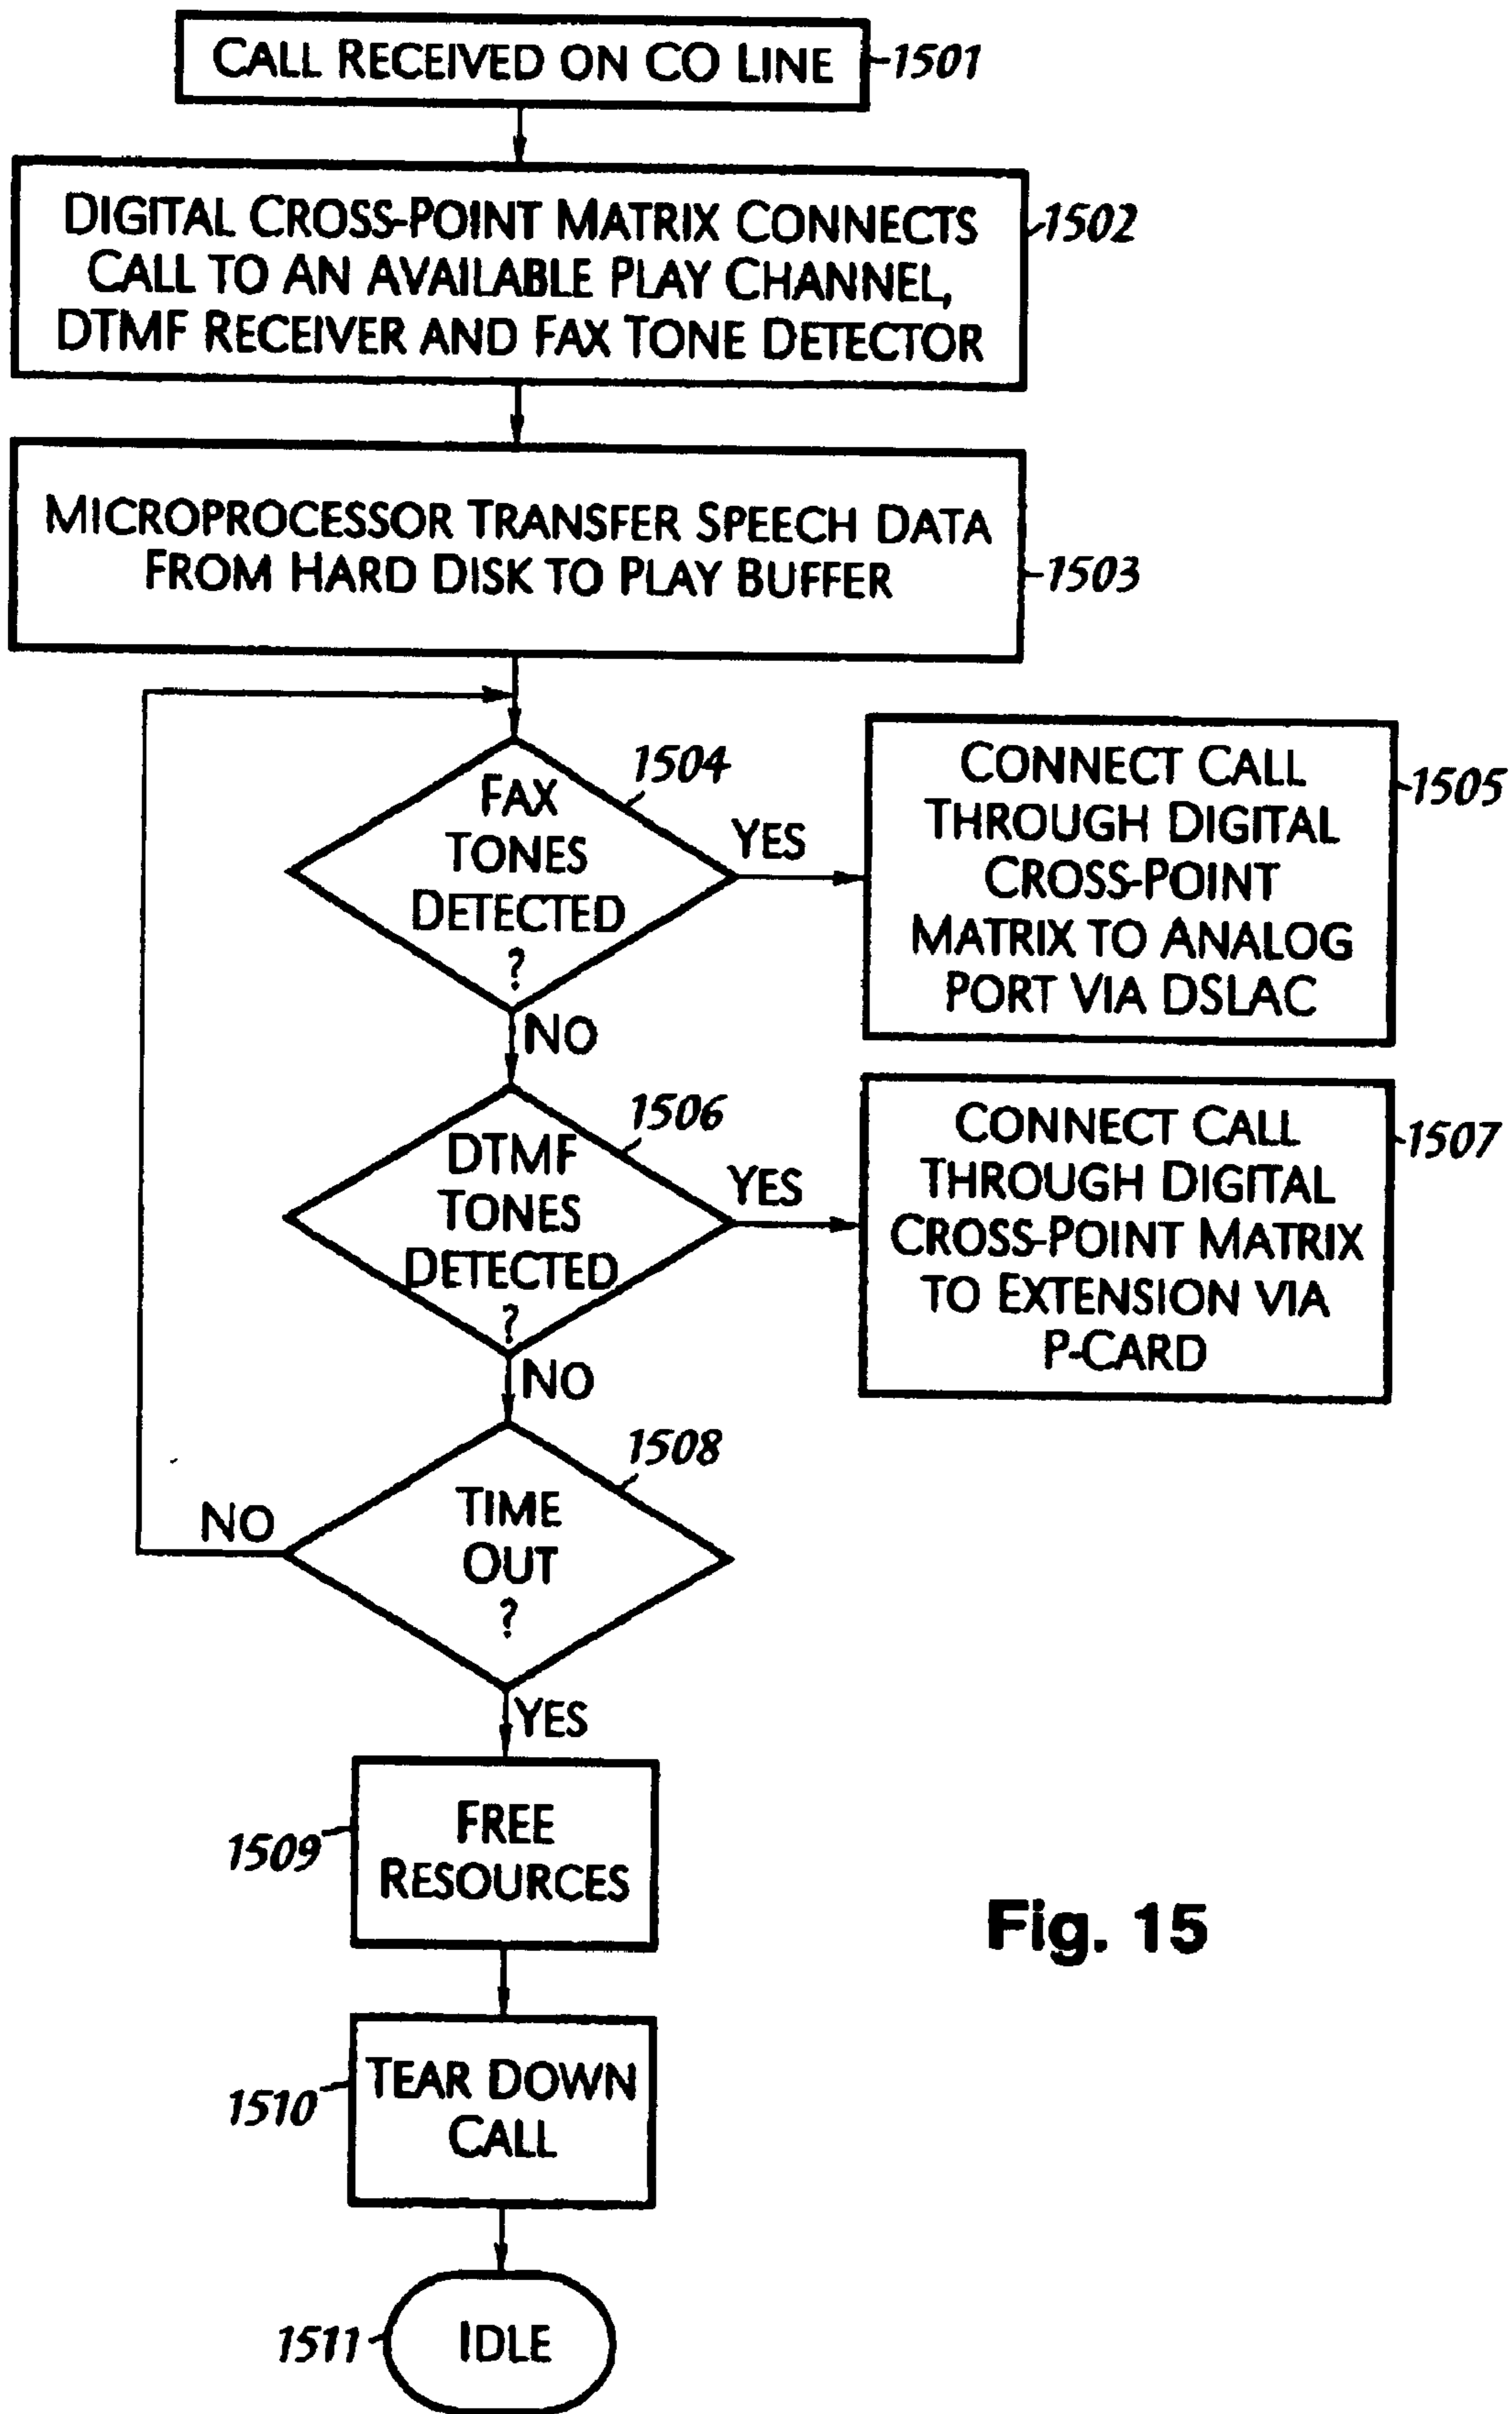 CALL RECEIVED ON CO LINE
1501
DIGITAL CROSS-POINT MATRIX CONNECTS
CALL TO AN AVAILABLE PLAY CHANNEL,
DTMF RECEIVER AND FAX TONE DETECTOR
1502
MICROPROCESSOR TRANSFER SPEECH DATA
FROM HARD DISK TO PLAY BUFFER
1503
FAX
TONES
DETECTED
?
1504
YES
CONNECT CALL
THROUGH DIGITAL
CROSS-POINT
MATRIX TO ANALOG
PORT VIA DSLAC
1505
NO
DTMF
TONES
DETECTED
?
1506
YES
CONNECT CALL
THROUGH DIGITAL
CROSS-POINT MATRIX
TO EXTENSION VIA
P-CARD
1507
NO
TIME
OUT
?
1508
NO
YES
FREE
RESOURCES
1509
TEAR DOWN
CALL
1510
IDLE
1511
Fig. 15